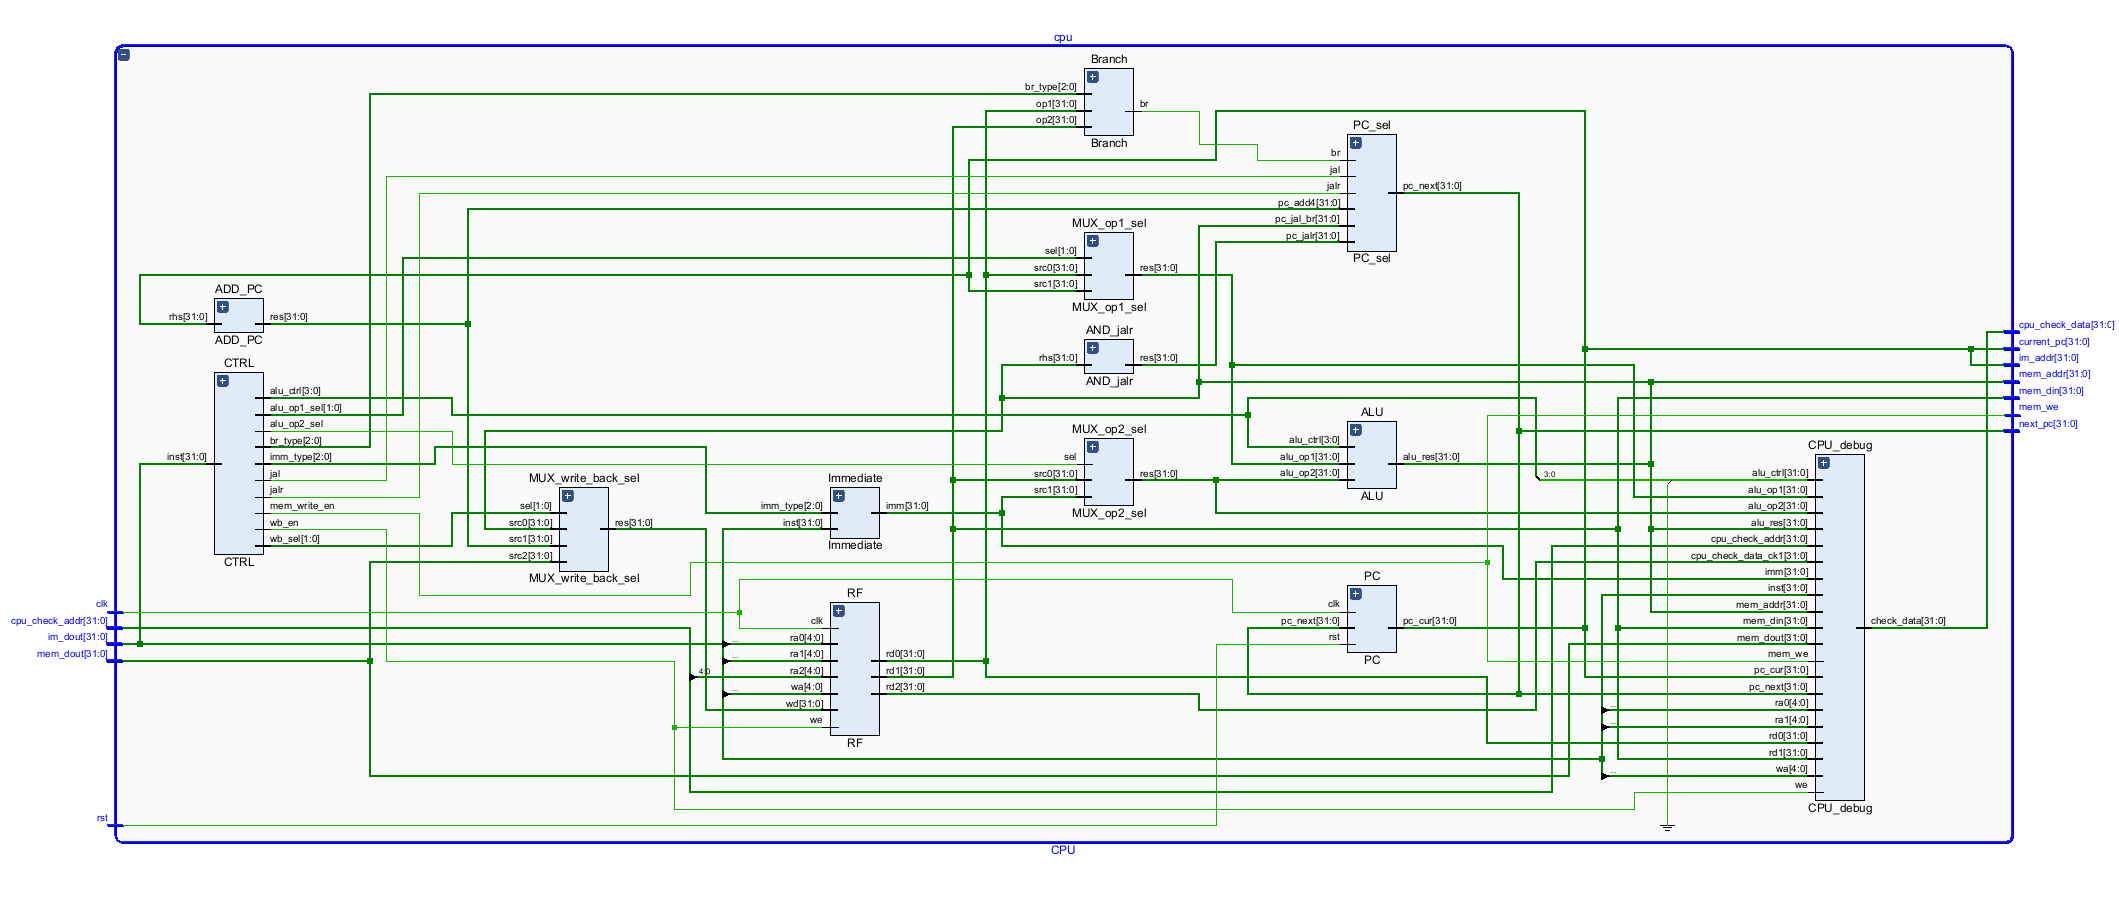 cpu
Branch
br_type[2:0]
op1[31:0]
op2[31:0]
br
Branch
PC_sel
br
jal
jalr
pc_add4[31:0]
pc_jal_br[31:0]
pc_jalr[31:0]
pc_next[31:0]
PC_sel
MUX_op1_sel
sel[1:0]
src0[31:0]
src1[31:0]
res[31:0]
MUX_op1_sel
ADD_PC
rhs[31:0]
res[31:0]
ADD_PC
AND_jalr
rhs[31:0]
res[31:0]
AND_jalr
CTRL
inst[31:0]
alu_ctrl[3:0]
alu_op1_sel[1:0]
alu_op2_sel
br_type[2:0]
imm_type[2:0]
jal
jalr
mem_write_en
wb_en
wb_sel[1:0]
CTRL
MUX_write_back_sel
sel[1:0]
src0[31:0]
src1[31:0]
src2[31:0]
res[31:0]
MUX_write_back_sel
Immediate
imm_type[2:0]
inst[31:0]
imm[31:0]
Immediate
MUX_op2_sel
sel
src0[31:0]
src1[31:0]
res[31:0]
MUX_op2_sel
ALU
alu_ctrl[3:0]
alu_op1[31:0]
alu_op2[31:0]
alu_res[31:0]
ALU
RF
clk
ra0[4:0]
ra1[4:0]
ra2[4:0]
wa[4:0]
wd[31:0]
we
4:0
rd0[31:0]
rd1[31:0]
rd2[31:0]
RF
PC
clk
pc_next[31:0]
rst
pc_cur[31:0]
PC
CPU_debug
3:0
alu_ctrl[31:0]
alu_op1[31:0]
alu_op2[31:0]
alu_res[31:0]
cpu_check_addr[31:0]
cpu_check_data_ck1[31:0]
imm[31:0]
inst[31:0]
mem_addr[31:0]
mem_din[31:0]
mem_dout[31:0]
mem_we
pc_cur[31:0]
pc_next[31:0]
ra0[4:0]
ra1[4:0]
rd0[31:0]
rd1[31:0]
wa[4:0]
we
check_data[31:0]
CPU_debug
clk
cpu_check_addr[31:0]
im_dout[31:0]
mem_dout[31:0]
rst
cpu_check_data[31:0]
current_pc[31:0]
im_addr[31:0]
mem_addr[31:0]
mem_din[31:0]
mem_we
next_pc[31:0]
CPU